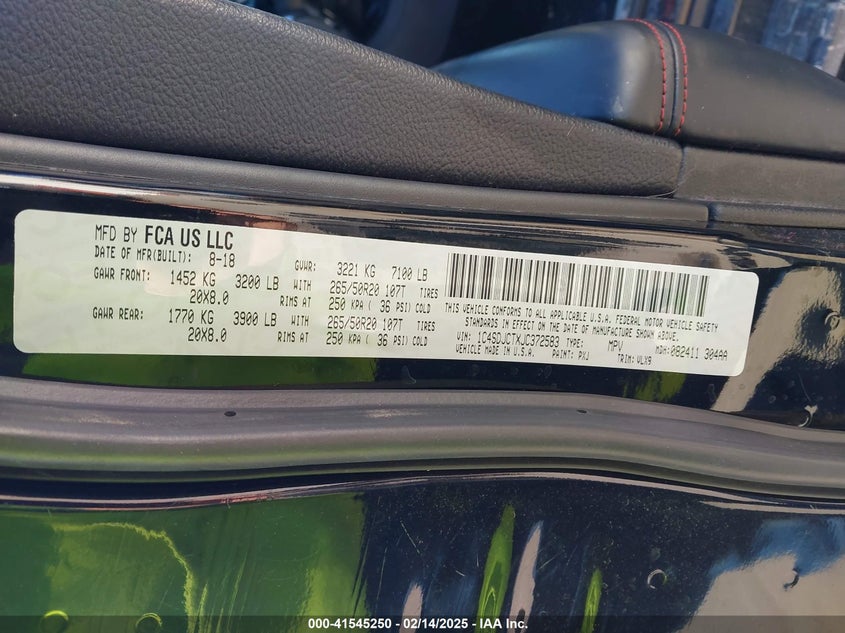 MFD BY FCA US LLC
DATE OF MFR(BUILT): 8-18 GVWR: 3221 KG 7100 LB
GAWR FRONT: 1452 KG 3200 LB WITH 265/50R20 107T TIRES
20X8.0 RIMS AT 250 KPA ( 36 PSI) COLD
GAWR REAR: 1770 KG 3900 LB WITH 265/50R20 107T TIRES
20X8.0 RIMS AT 250 KPA ( 36 PSI) COLD
THIS VEHICLE CONFORMS TO ALL APPLICABLE U.S.A. FEDERAL MOTOR VEHICLE SAFETY
STANDARDS IN EFFECT ON THE DATE OF MANUFACTURE SHOWN ABOVE.
VIN: 1C4SDJCTXJC372583 TYPE: MPV MDH: 082411 304AA
VEHICLE MADE IN U.S.A. PAINT: PXJ TRIM: VLX9
000-41545250 - 02/14/2025 - IAA Inc.